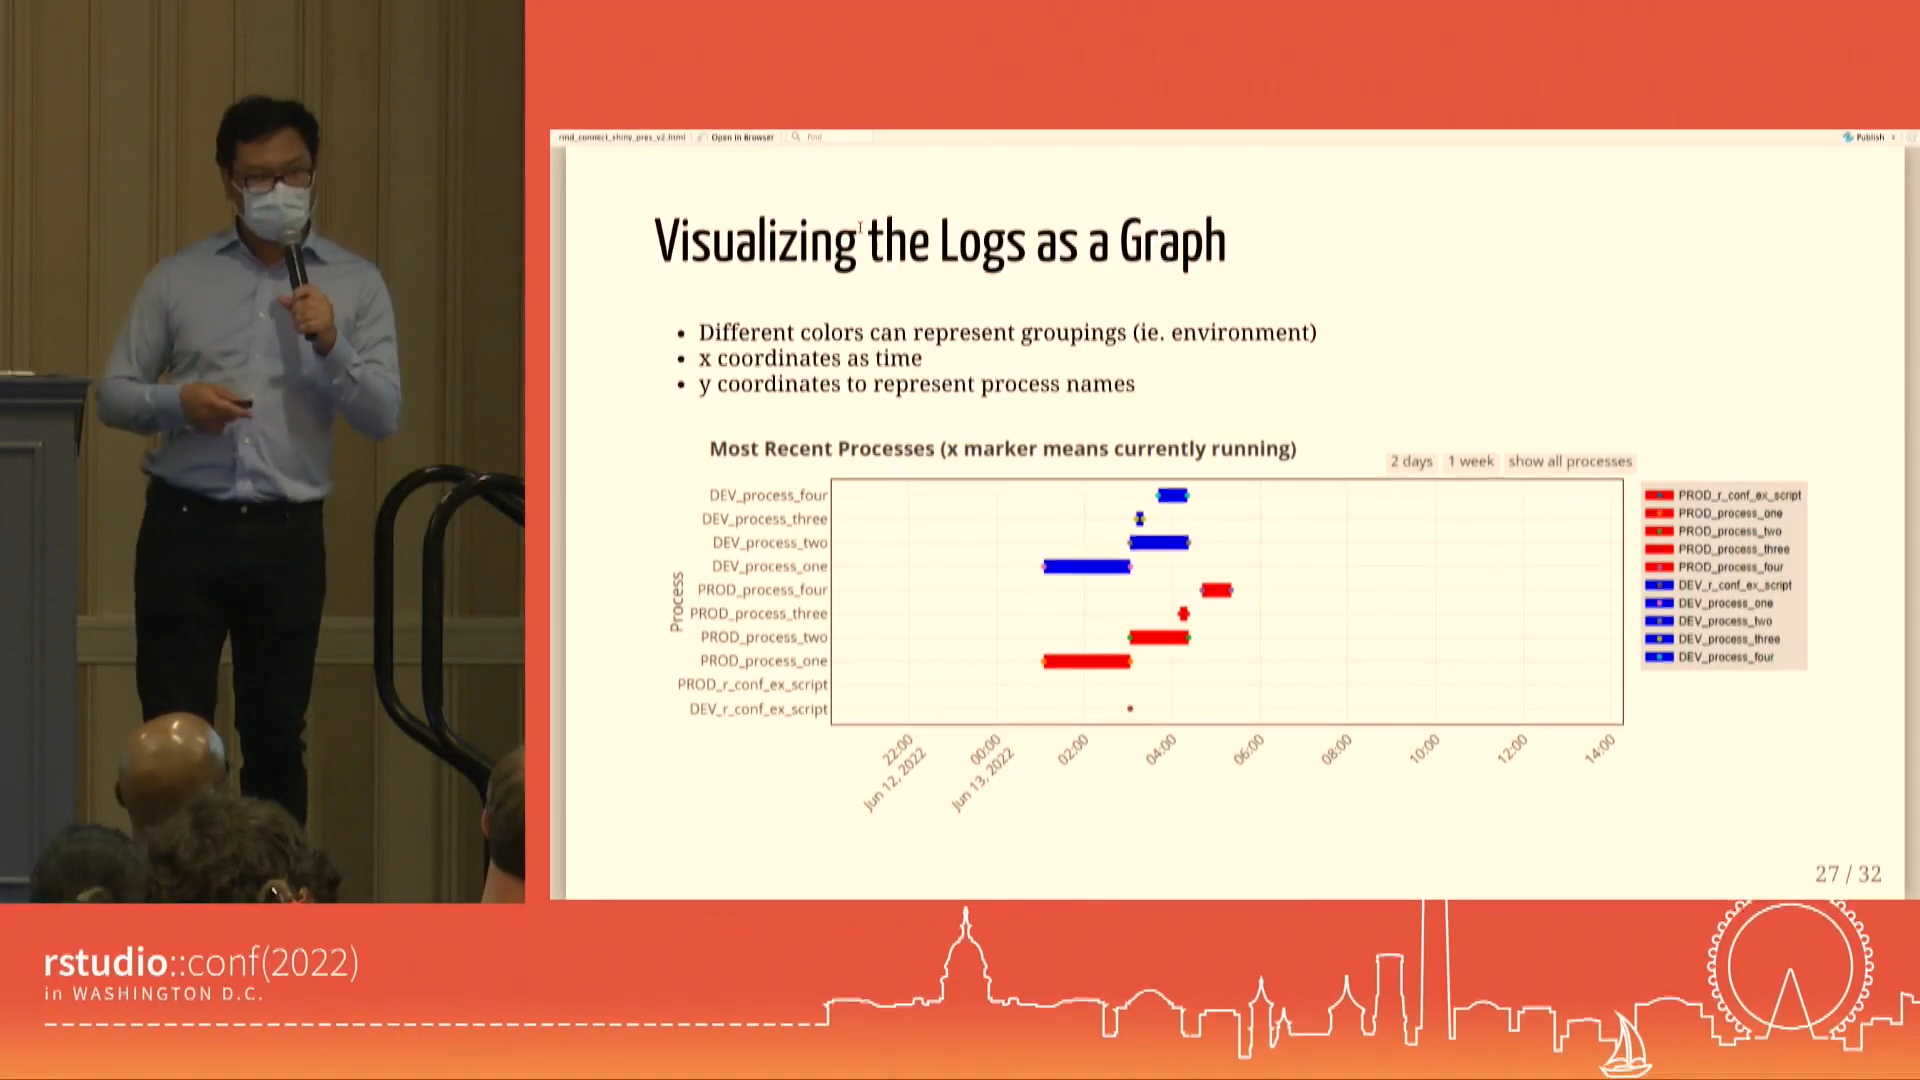 rmd_connect_shiny_pres_v2.html
Open in Browser
Find
Publish
Visualizing the Logs as a Graph
• Different colors can represent groupings (ie. environment)
• x coordinates as time
• y coordinates to represent process names
Most Recent Processes (x marker means currently running)
2 days
1 week
show all processes
Process
DEV_process_four
DEV_process_three
DEV_process_two
DEV_process_one
PROD_process_four
PROD_process_three
PROD_process_two
PROD_process_one
PROD_r_conf_ex_script
DEV_r_conf_ex_script
22:00
Jun 12, 2022
00:00
Jun 13, 2022
02:00
04:00
06:00
08:00
10:00
12:00
14:00
PROD_r_conf_ex_script
PROD_process_one
PROD_process_two
PROD_process_three
PROD_process_four
DEV_r_conf_ex_script
DEV_process_one
DEV_process_two
DEV_process_three
DEV_process_four
27 / 32
rstudio::conf(2022)
in WASHINGTON D.C.